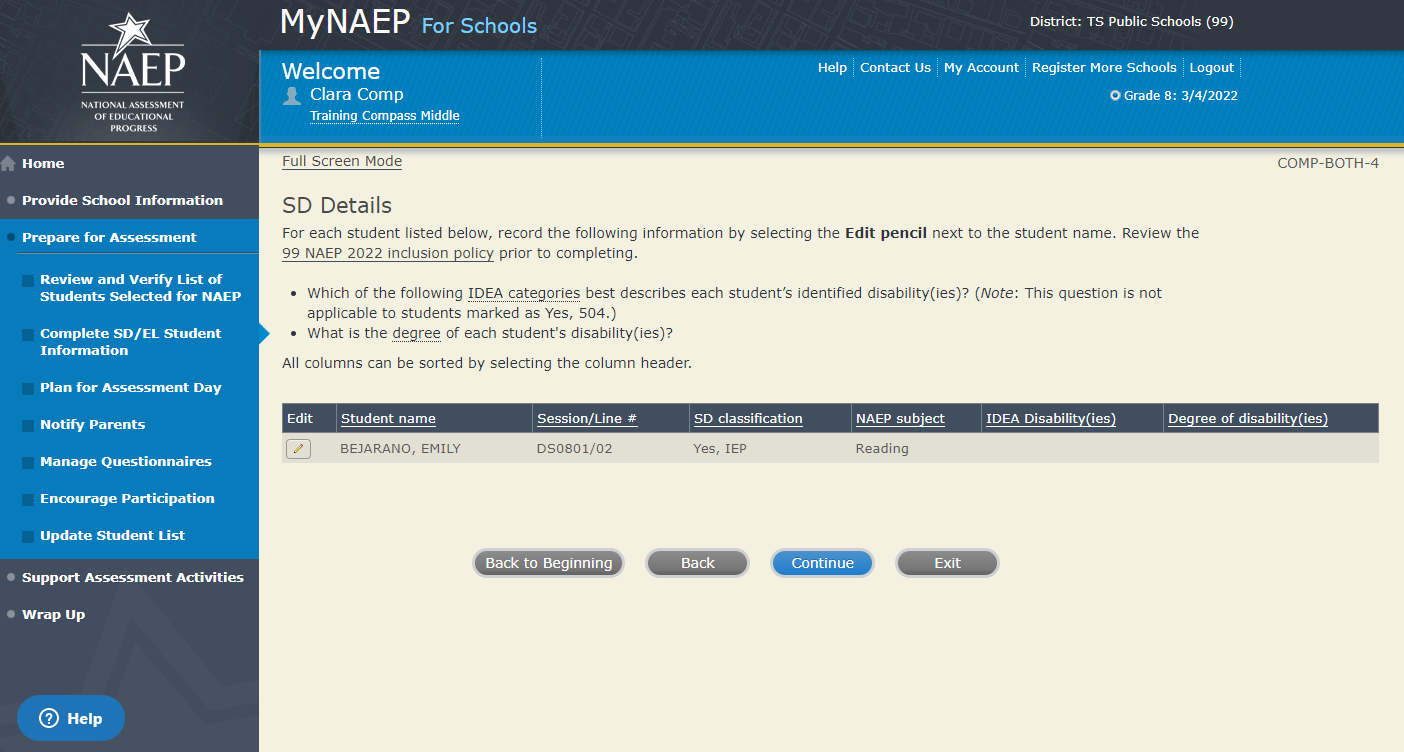 NAEP
NATIONAL ASSESSMENT
OF EDUCATIONAL
PROGRESS
MyNAEP For Schools
District: TS Public Schools (99)
Welcome
Clara Comp
Training Compass Middle
Help
Contact Us
My Account
Register More Schools
Logout
Grade 8: 3/4/2022
Home
Provide School Information
Prepare for Assessment
Review and Verify List of
Students Selected for NAEP
Complete SD/EL Student
Information
Plan for Assessment Day
Notify Parents
Manage Questionnaires
Encourage Participation
Update Student List
Support Assessment Activities
Wrap Up
Help
Full Screen Mode
COMP-BOTH-4
SD Details
For each student listed below, record the following information by selecting the Edit pencil next to the student name. Review the
99 NAEP 2022 inclusion policy prior to completing.
• Which of the following IDEA categories best describes each student’s identified disability(ies)? (Note: This question is not
applicable to students marked as Yes, 504.)
• What is the degree of each student's disability(ies)?
All columns can be sorted by selecting the column header.
Edit Student name Session/Line # SD classification NAEP subject IDEA Disability(ies) Degree of disability(ies)
BEJARANO, EMILY DS0801/02 Yes, IEP Reading
Back to Beginning Back Continue Exit